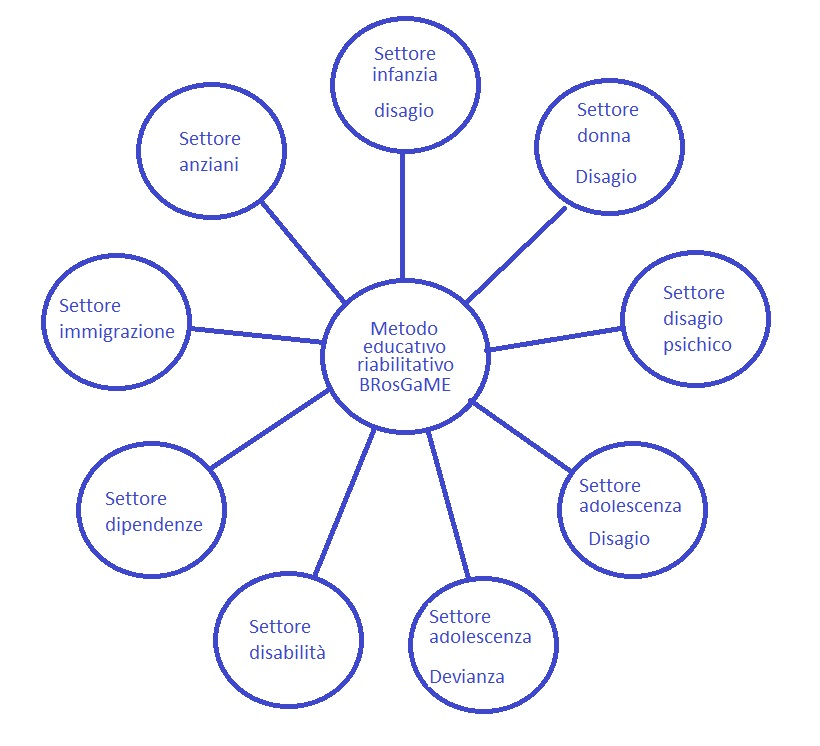 Settore
infanzia
disagio
Settore
donna
Disagio
Settore
anziani
Settore
disagio
psichico
Settore
immigrazione
Metodo
educativo
riabilitativo
BRosGaME
Settore
adolescenza
Disagio
Settore
dipendenze
Settore
adolescenza
Devianza
Settore
disabilità